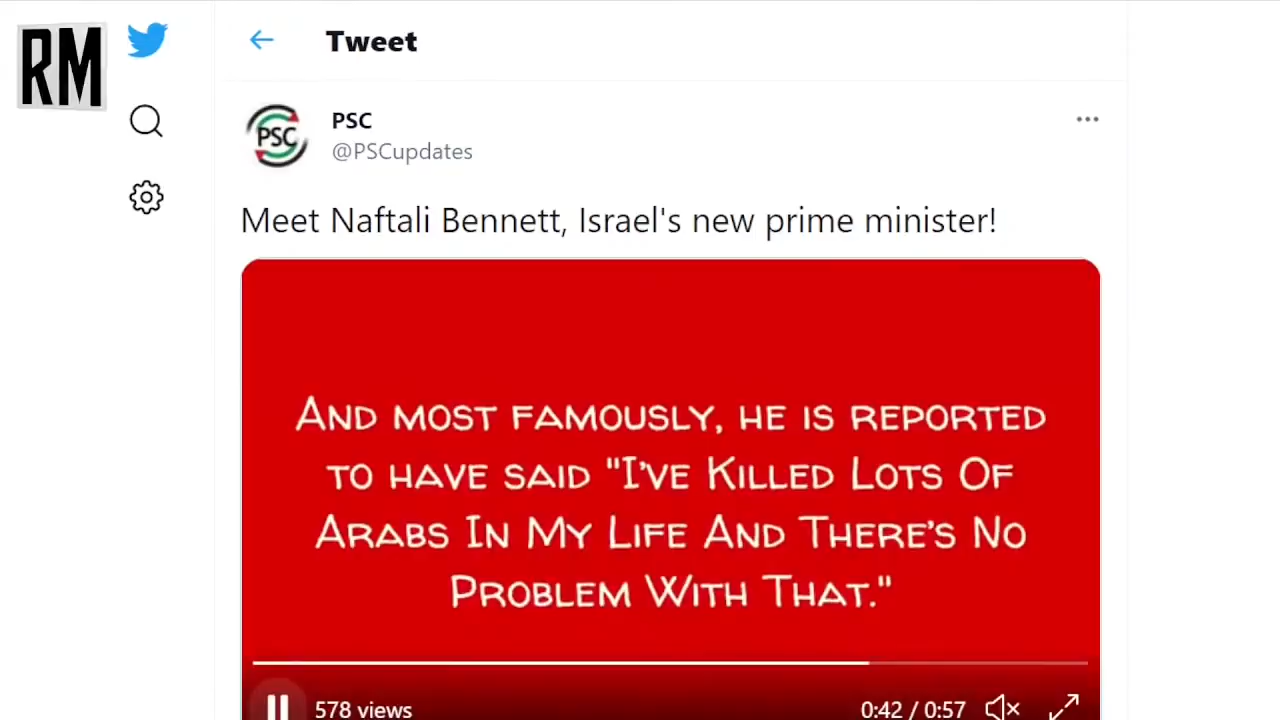 RM
Tweet
PSC
PSC
@PSCupdates
Meet Naftali Bennett, Israel's new prime minister!
AND MOST FAMOUSLY, HE IS REPORTED
TO HAVE SAID "I'VE KILLED LOTS OF
ARABS IN MY LIFE AND THERE'S NO
PROBLEM WITH THAT."
578 views
0:42 / 0:57